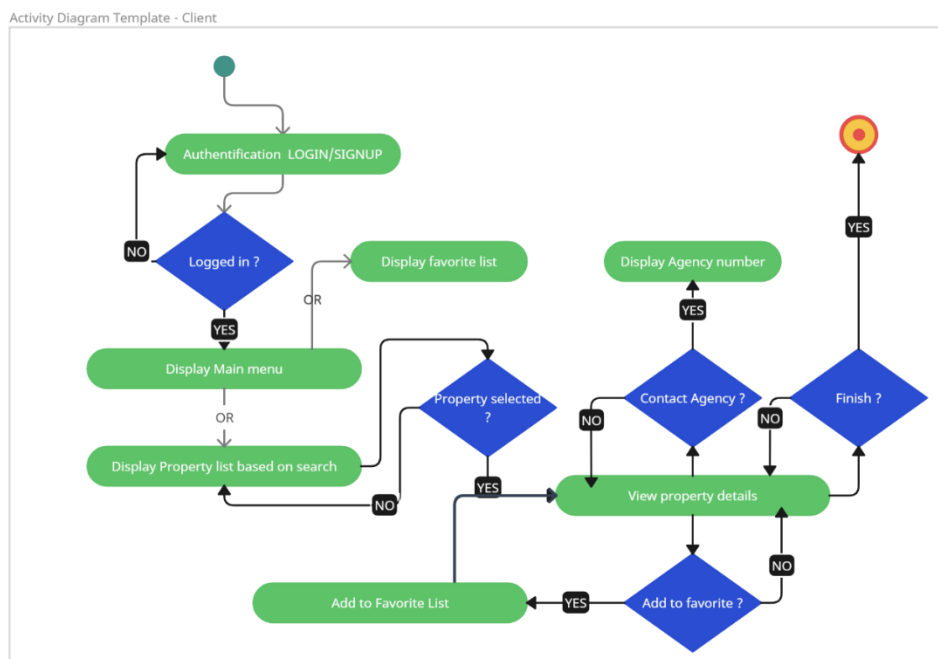 Activity Diagram Template - Client
Authentification LOGIN/SIGNUP
NO
Logged in ?
Display favorite list
Display Agency number
YES
OR
YES
YES
Display Main menu
OR
Property selected
?
Contact Agency ?
Finish ?
NO
NO
Display Property list based on search
NO
YES
View property details
NO
Add to Favorite List
YES
Add to favorite ?